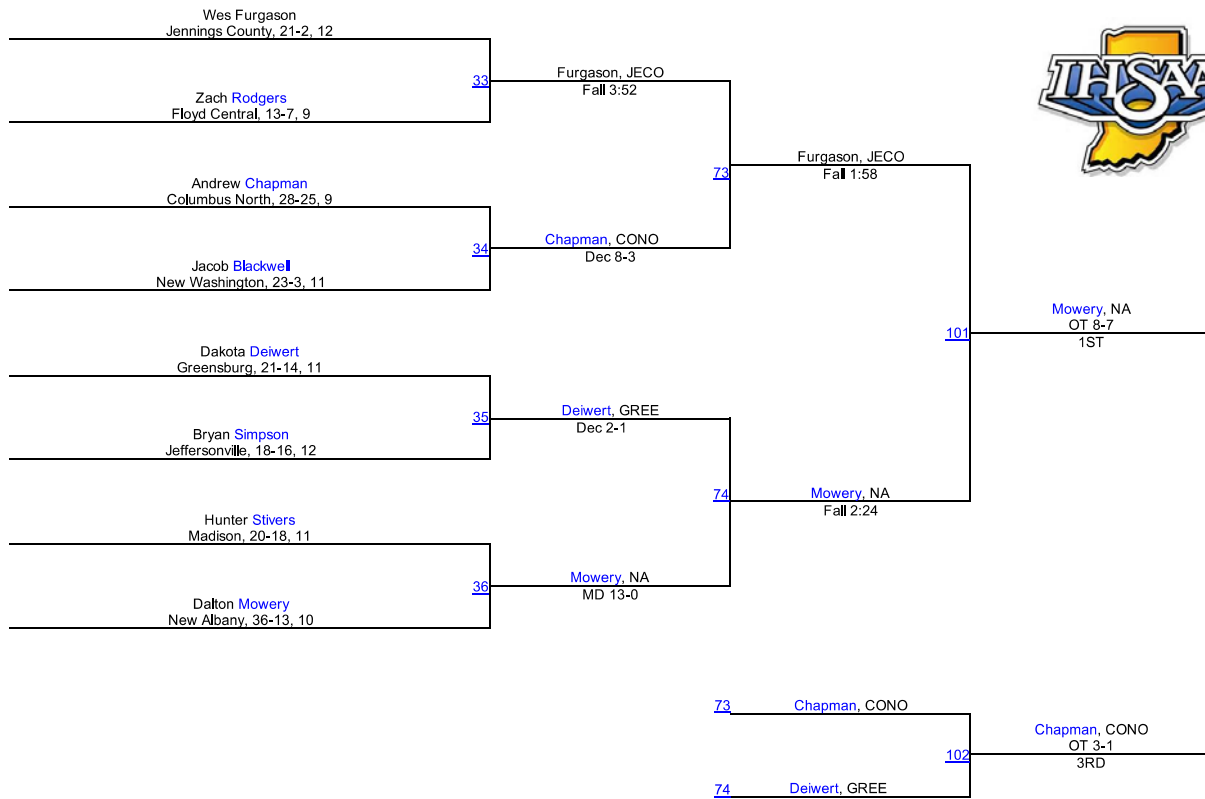 Wes Furgason
Jennings County, 21-2, 12
33
Furgason, JECO
Fall 3:52
Zach Rodgers
Floyd Central, 13-7, 9
IHSAA
73
Furgason, JECO
Fall 1:58
Andrew Chapman
Columbus North, 28-25, 9
34
Chapman, CONO
Dec 8-3
Jacob Blackwell
New Washington, 23-3, 11
101
Mowery, NA
OT 8-7
1ST
Dakota Deiwert
Greensburg, 21-14, 11
35
Deiwert, GREE
Dec 2-1
Bryan Simpson
Jeffersonville, 18-16, 12
74
Mowery, NA
Fall 2:24
Hunter Stivers
Madison, 20-18, 11
36
Mowery, NA
MD 13-0
Dalton Mowery
New Albany, 36-13, 10
73
Chapman, CONO
102
Chapman, CONO
OT 3-1
3RD
74
Deiwert, GREE